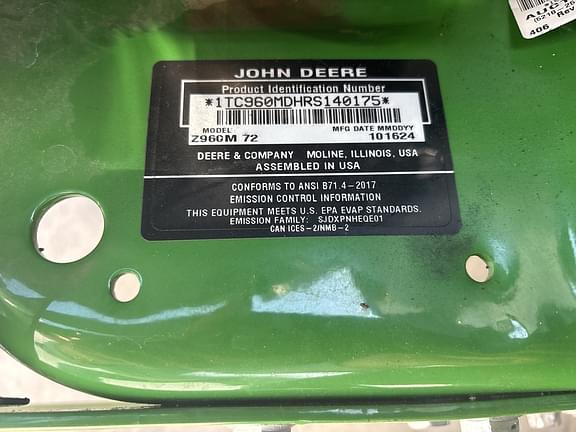 JOHN DEERE
Product Identification Number
*1TC960MDHRS140175*
MODEL MFG DATE MMDDYY
Z960M 72 101624
DEERE & COMPANY MOLINE, ILLINOIS, USA
ASSEMBLED IN USA
CONFORMS TO ANSI B71.4-2017
EMISSION CONTROL INFORMATION
THIS EQUIPMENT MEETS U.S. EPA EVAP STANDARDS.
EMISSION FAMILY: SJDXPNHEQE01
CAN ICES-2/NMB-2
406 Rev